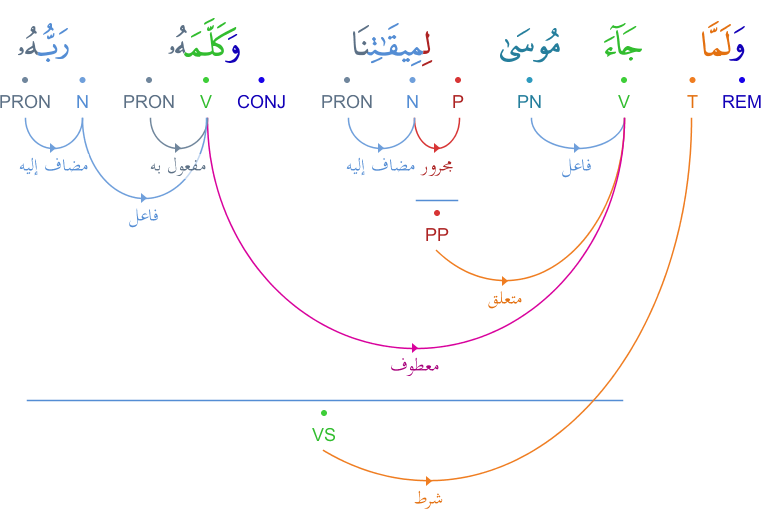 وَلَمَّا جَآءَ مُوسَىٰ لِمِيقَـٰتِنَا وَكَلَّمَهُۥ رَبُّهُۥ
REM T V PN P N PRON CONJ V PRON N PRON
فاعل مجرور مضاف إليه مفعول به مضاف إليه
فاعل
PP
متعلق
معطوف
VS
شرط